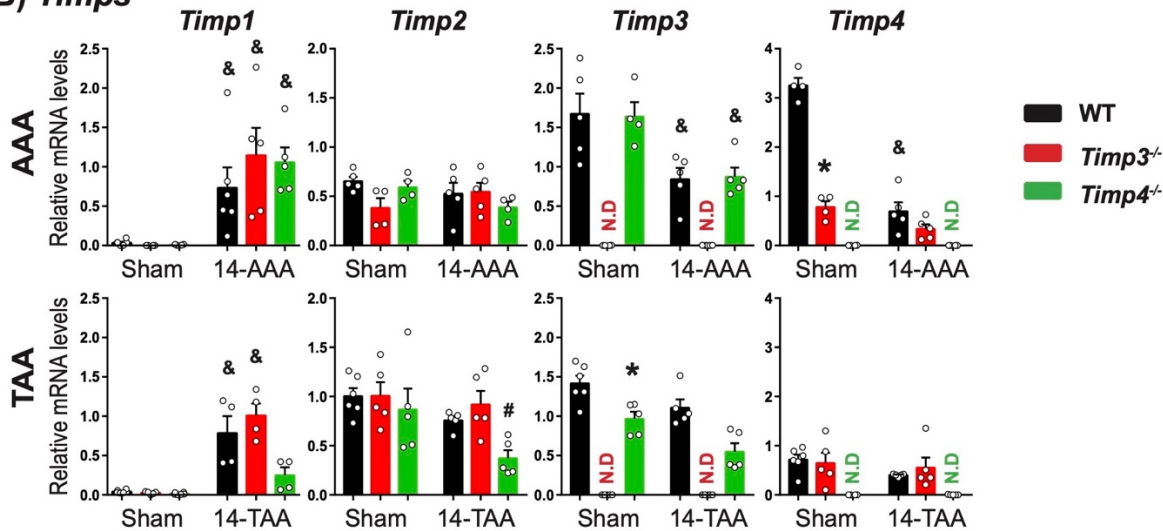 B) Timps
Timp1 Timp2 Timp3 Timp4
AAA
Relative mRNA levels
2.5 2.0 1.5 1.0 0.5 0.0
& & &
Sham 14-AAA
2.0 1.5 1.0 0.5 0.0
Sham 14-AAA
2.5 2.0 1.5 1.0 0.5 0.0
N.D & N.D &
Sham 14-AAA
4 3 2 1 0
* N.D & N.D
Sham 14-AAA
WT
Timp3-/-
Timp4-/-
TAA
Relative mRNA levels
2.5 2.0 1.5 1.0 0.5 0.0
& &
Sham 14-TAA
2.0 1.5 1.0 0.5 0.0
#
Sham 14-TAA
2.5 2.0 1.5 1.0 0.5 0.0
N.D * N.D
Sham 14-TAA
4 3 2 1 0
N.D N.D
Sham 14-TAA